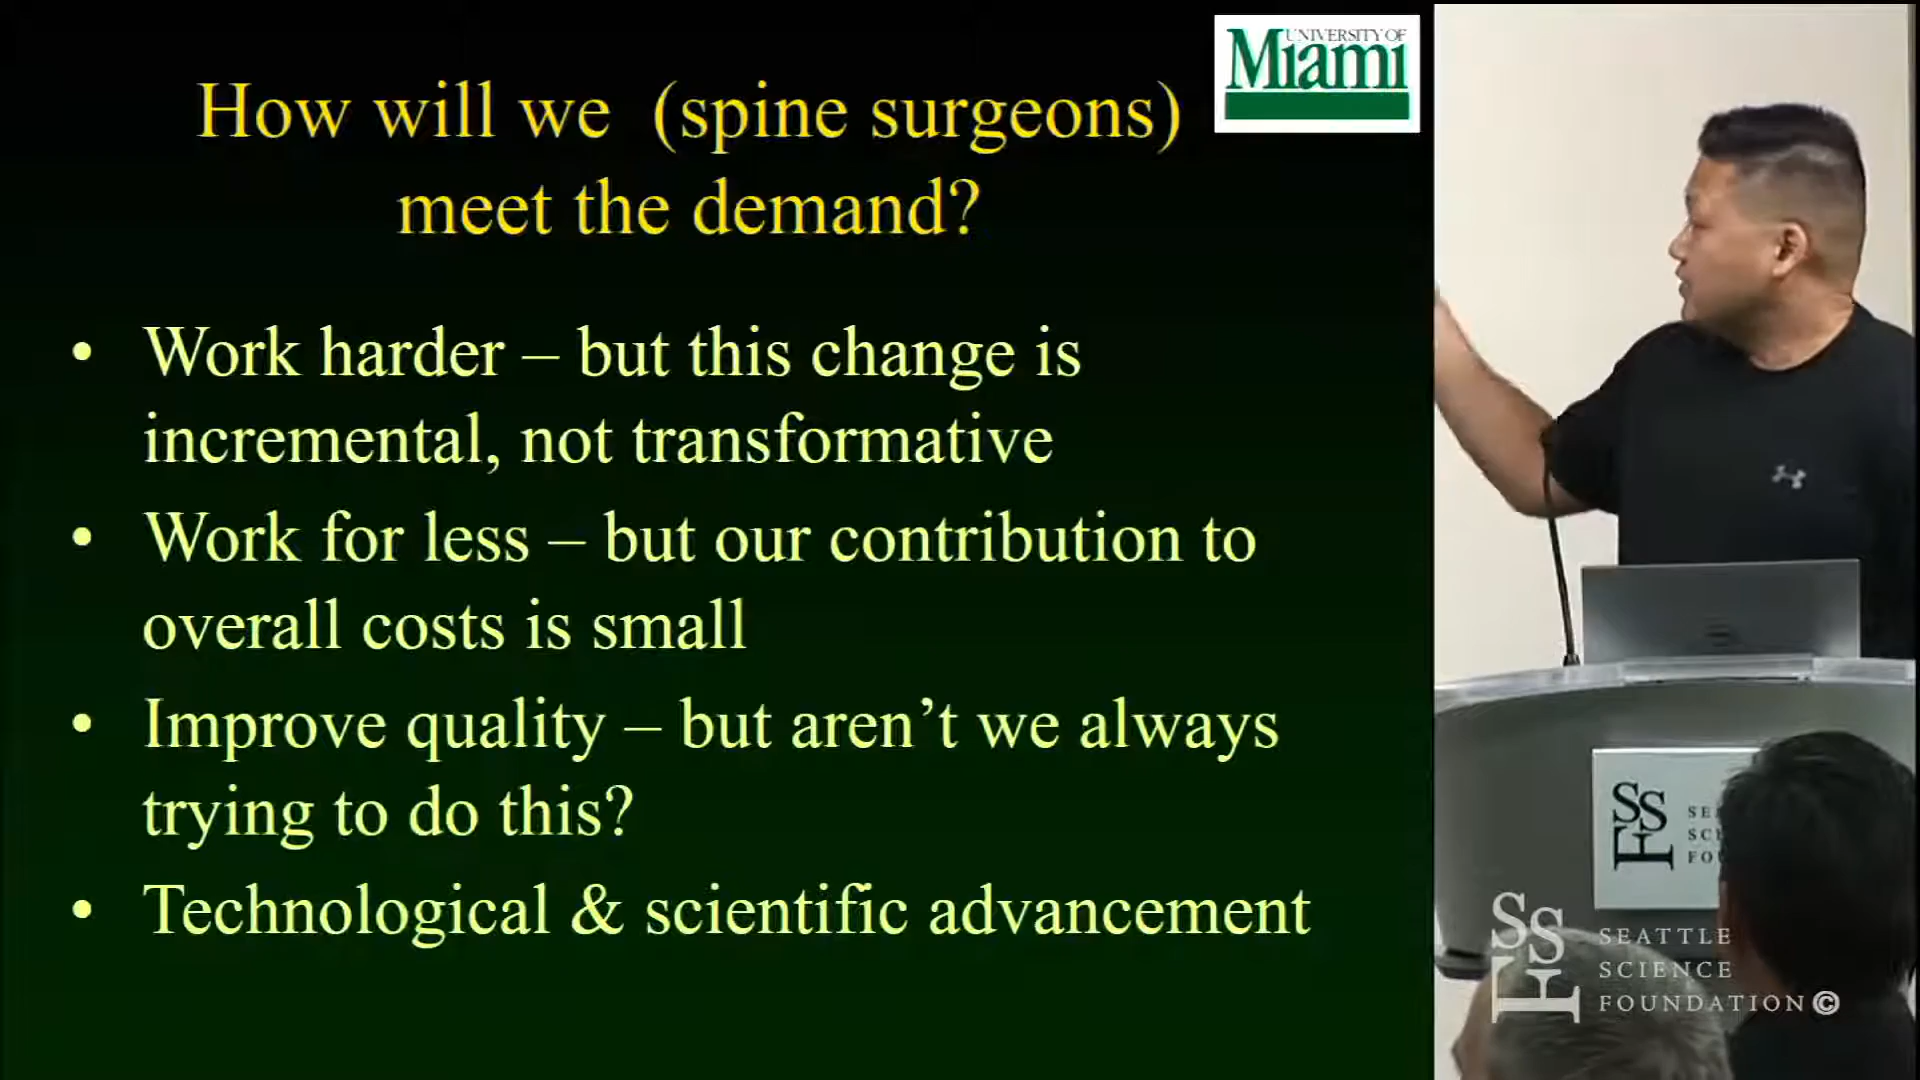 UNIVERSITY OF
Miami
How will we (spine surgeons)
meet the demand?
• Work harder – but this change is
incremental, not transformative
• Work for less – but our contribution to
overall costs is small
• Improve quality – but aren’t we always
trying to do this?
• Technological & scientific advancement
SSF
SSF
SEATTLE
SCIENCE
FOUNDATION©